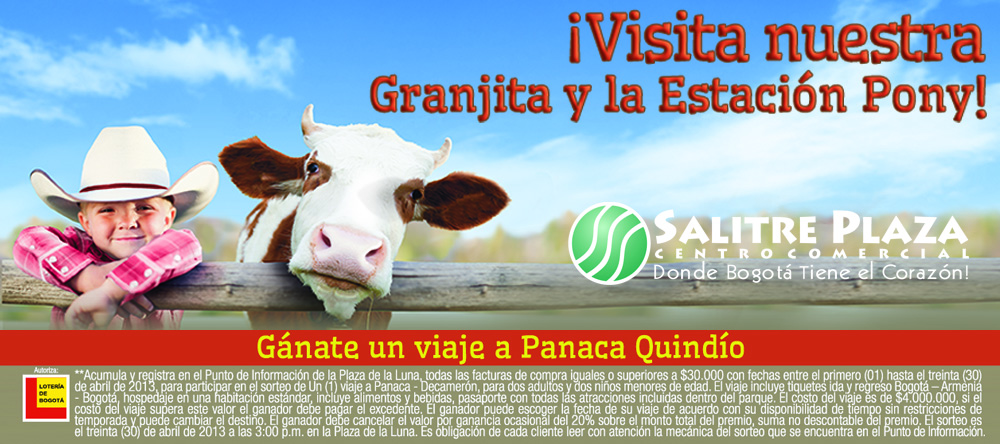 ¡Visita nuestra
Granjita y la Estación Pony!
SALITRE PLAZA
CENTRO COMERCIAL
Donde Bogotá Tiene el Corazón!
Gánate un viaje a Panaca Quindío
Autoriza:
LOTERÍA
DE
BOGOTÁ
**Acumula y registra en el Punto de Información de la Plaza de la Luna, todas las facturas de compra iguales o superiores a $30.000 con fechas entre el primero (01) hasta el treinta (30)
de abril de 2013, para participar en el sorteo de Un (1) viaje a Panaca - Decamerón, para dos adultos y dos niños menores de edad. El viaje incluye tiquetes ida y regreso Bogotá – Armenia
- Bogotá, hospedaje en una habitación estándar, incluye alimentos y bebidas, pasaporte con todas las atracciones incluidas dentro del parque. El costo del viaje es de $4.000.000, si el
costo del viaje supera este valor el ganador debe pagar el excedente. El ganador puede escoger la fecha de su viaje de acuerdo con su disponibilidad de tiempo sin restricciones de
temporada y puede cambiar el destino. El ganador debe cancelar el valor por ganancia ocasional del 20% sobre el monto total del premio, suma no descontable del premio. El sorteo es
el treinta (30) de abril de 2013 a las 3:00 p.m. en la Plaza de la Luna. Es obligación de cada cliente leer con atención la mecánica del sorteo que se encuentra en el Punto de Información.